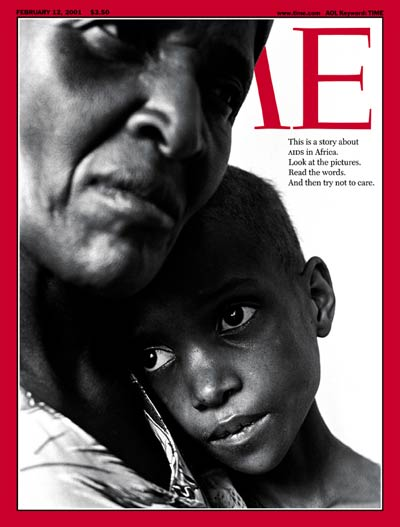 FEBRUARY 12, 2001 $3.50 www.time.com AOL Keyword: TIME
ME
This is a story about
AIDS in Africa.
Look at the pictures.
Read the words.
And then try not to care.